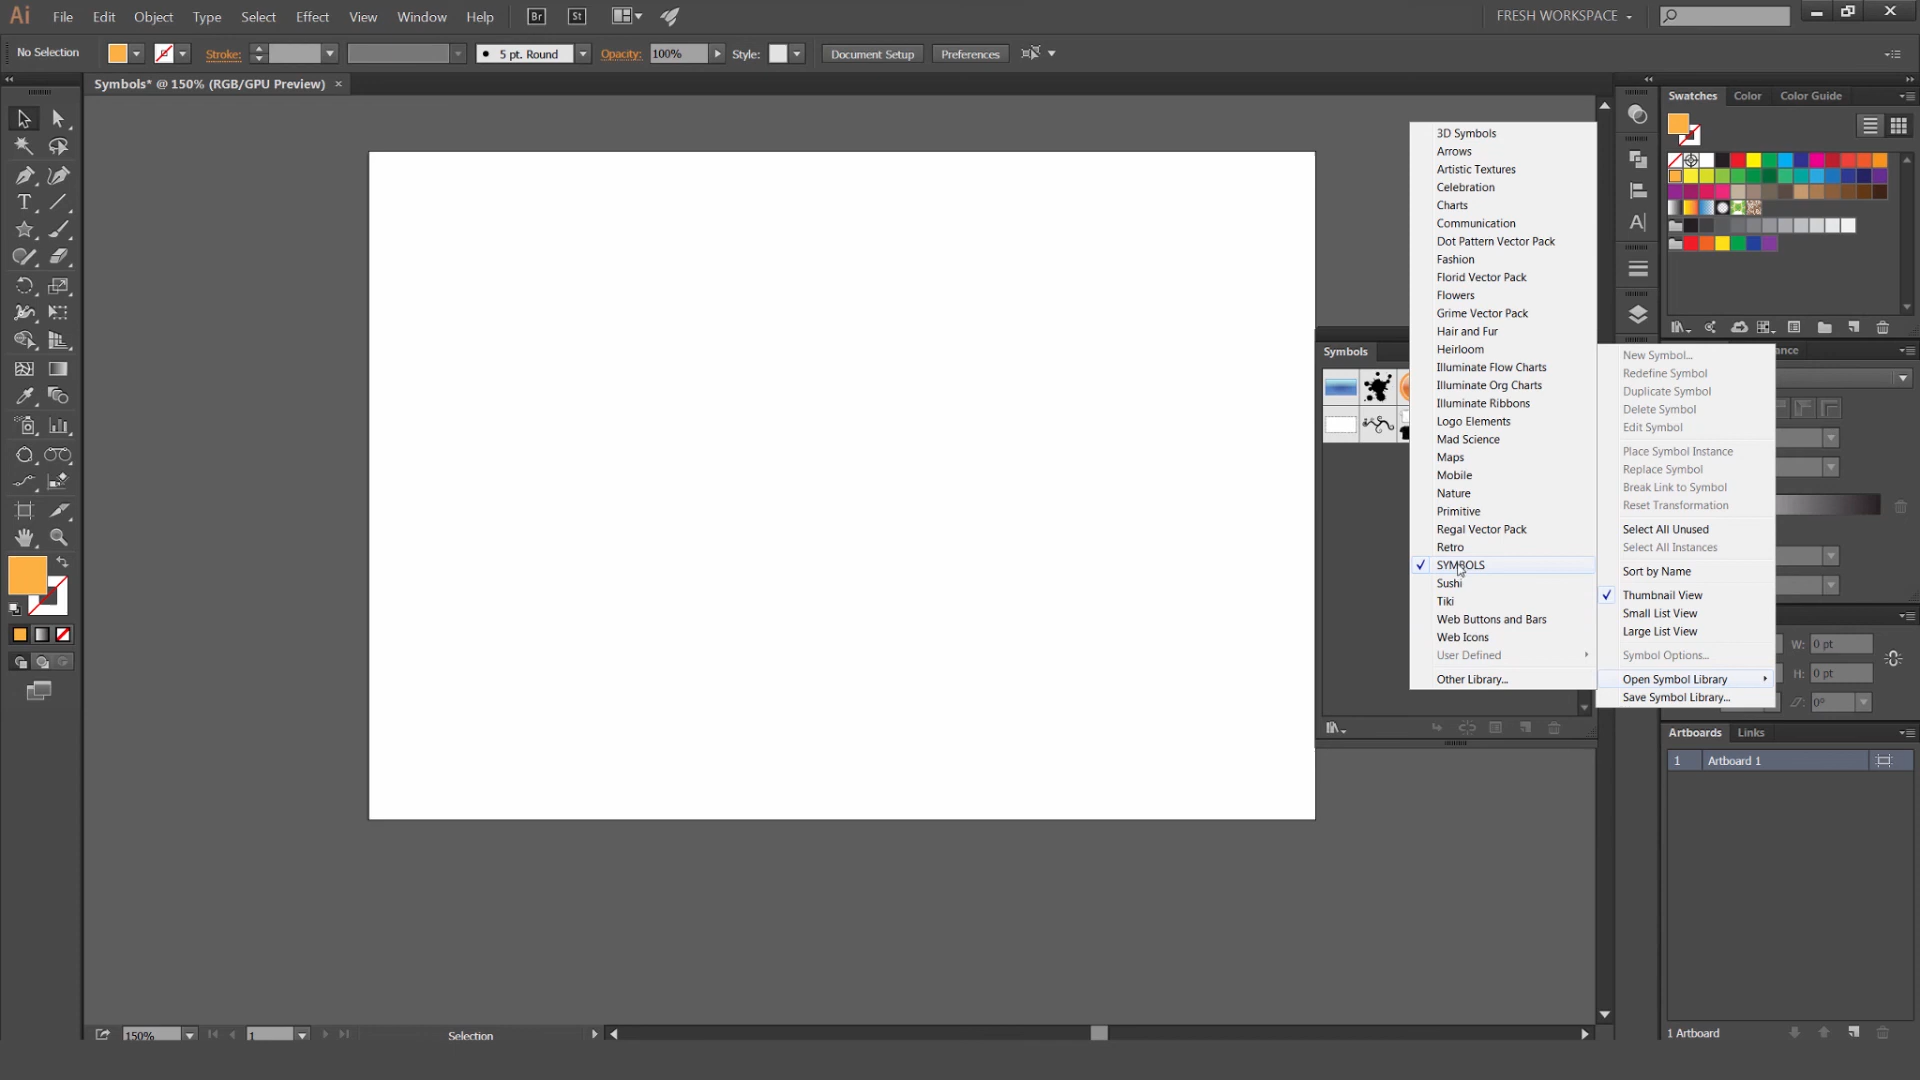 Ai File Edit Object Type Select Effect View Window Help Br St FRESH WORKSPACE
No Selection Stroke: 5 pt. Round Opacity: 100% Style: Document Setup Preferences
Symbols* @ 150% (RGB/GPU Preview) ×
Swatches Color Color Guide
3D Symbols
Arrows
Artistic Textures
Celebration
Charts
Communication
Dot Pattern Vector Pack
Fashion
Florid Vector Pack
Flowers
Grime Vector Pack
Hair and Fur
Heirloom
Illuminate Flow Charts
Illuminate Org Charts
Illuminate Ribbons
Logo Elements
Mad Science
Maps
Mobile
Nature
Primitive
Regal Vector Pack
Retro
SYMBOLS
Sushi
Tiki
Web Buttons and Bars
Web Icons
User Defined
Other Library...
Symbols
New Symbol...
Redefine Symbol
Duplicate Symbol
Delete Symbol
Edit Symbol
Place Symbol Instance
Replace Symbol
Break Link to Symbol
Reset Transformation
Select All Unused
Select All Instances
Sort by Name
Thumbnail View
Small List View
Large List View
Symbol Options...
Open Symbol Library
Save Symbol Library...
W: 0 pt
H: 0 pt
0°
Artboards Links
1 Artboard 1
1 Artboard
150% 1 Selection